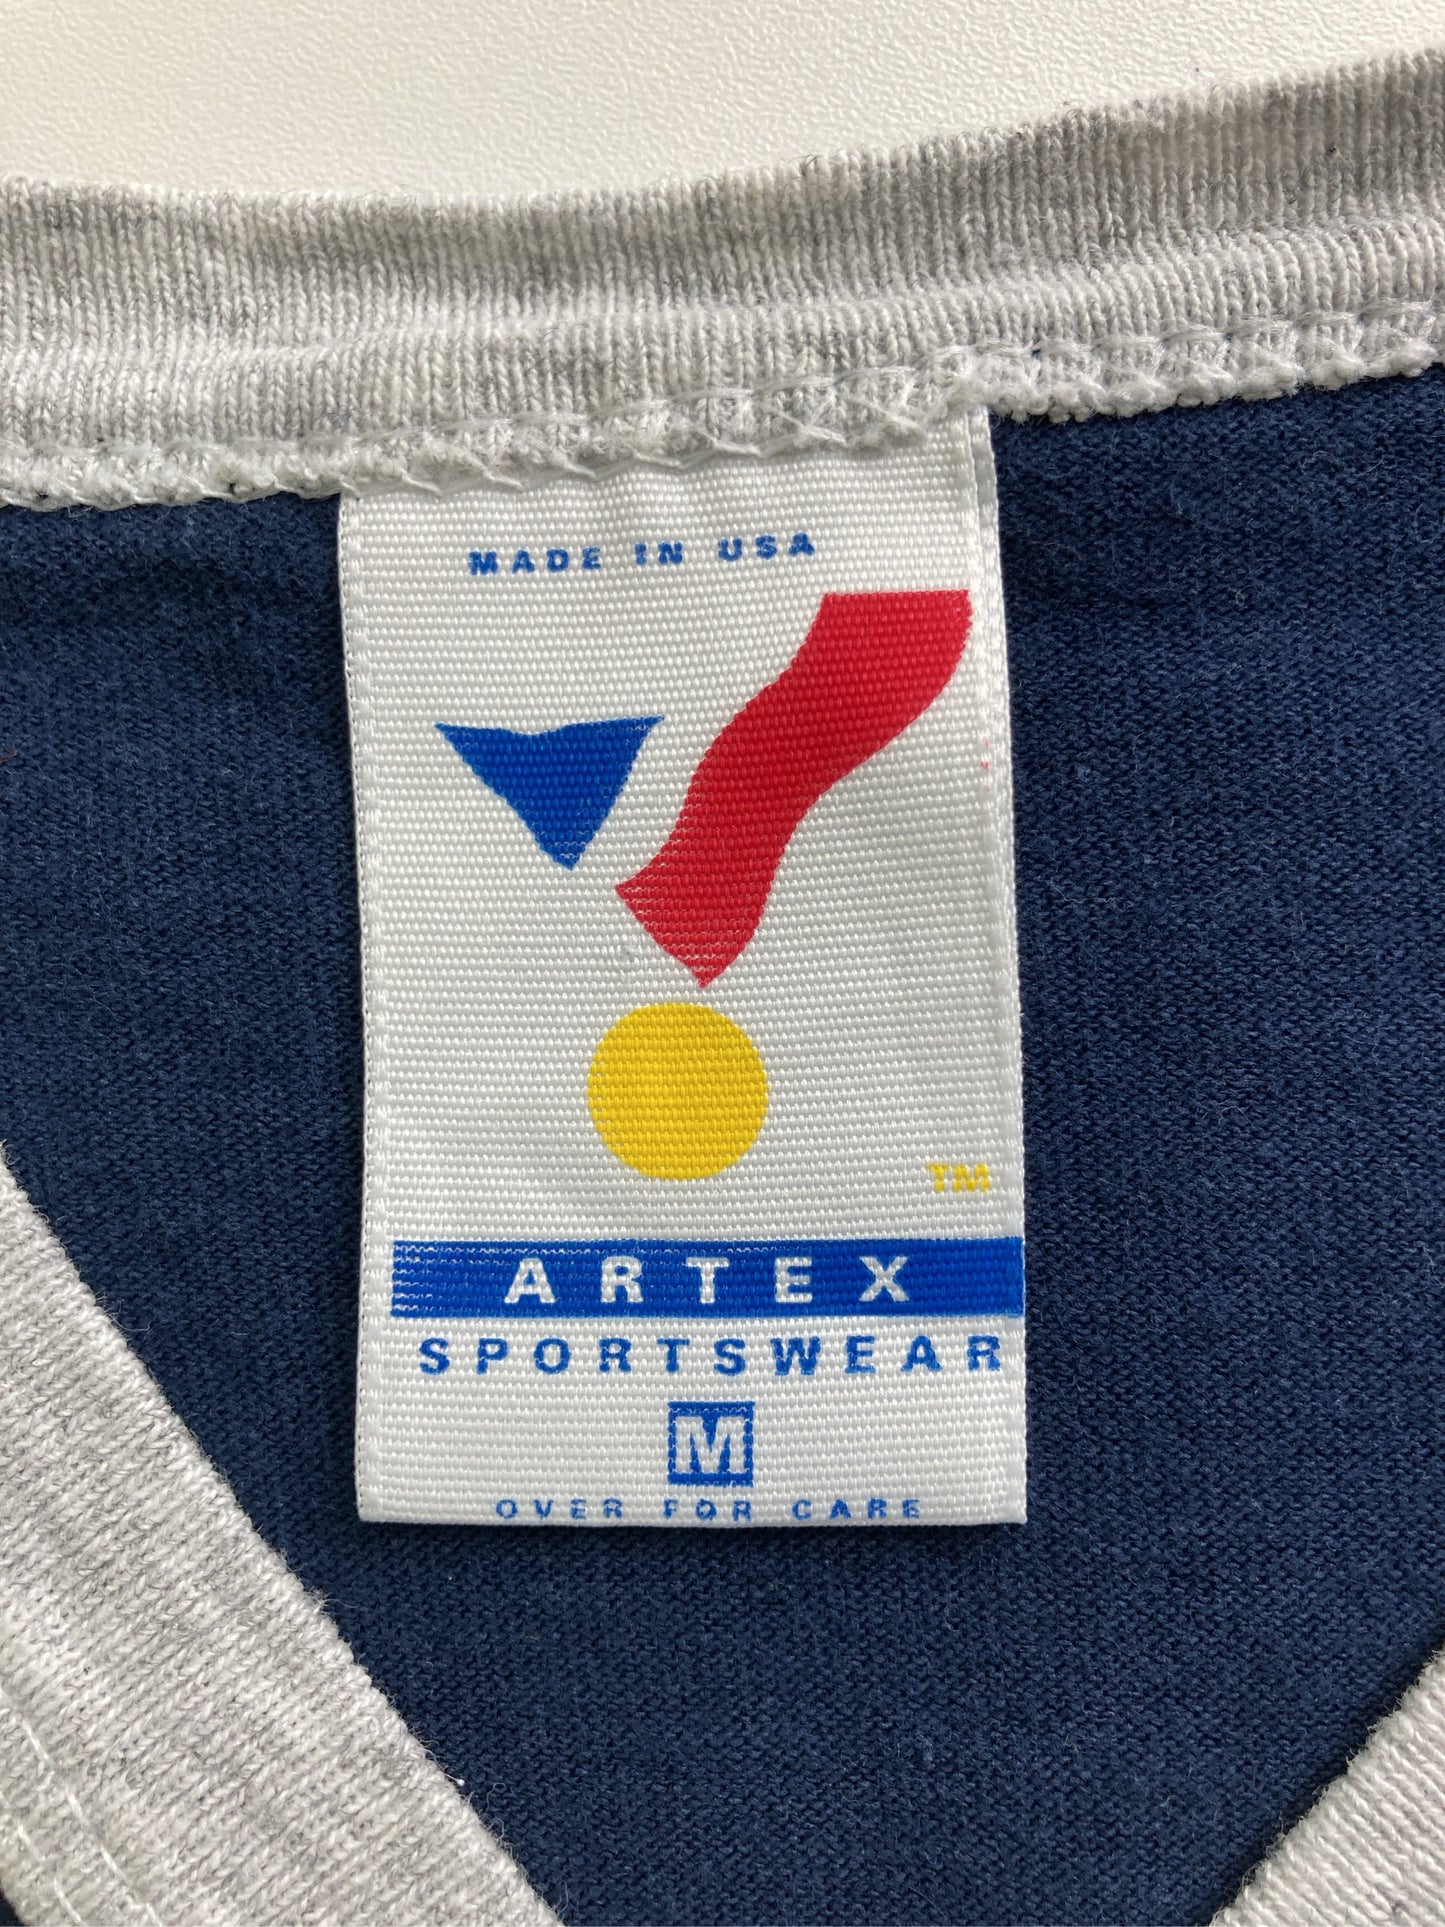 MADE IN USA
TM
ARTEX
SPORTSWEAR
M
OVER FOR CARE